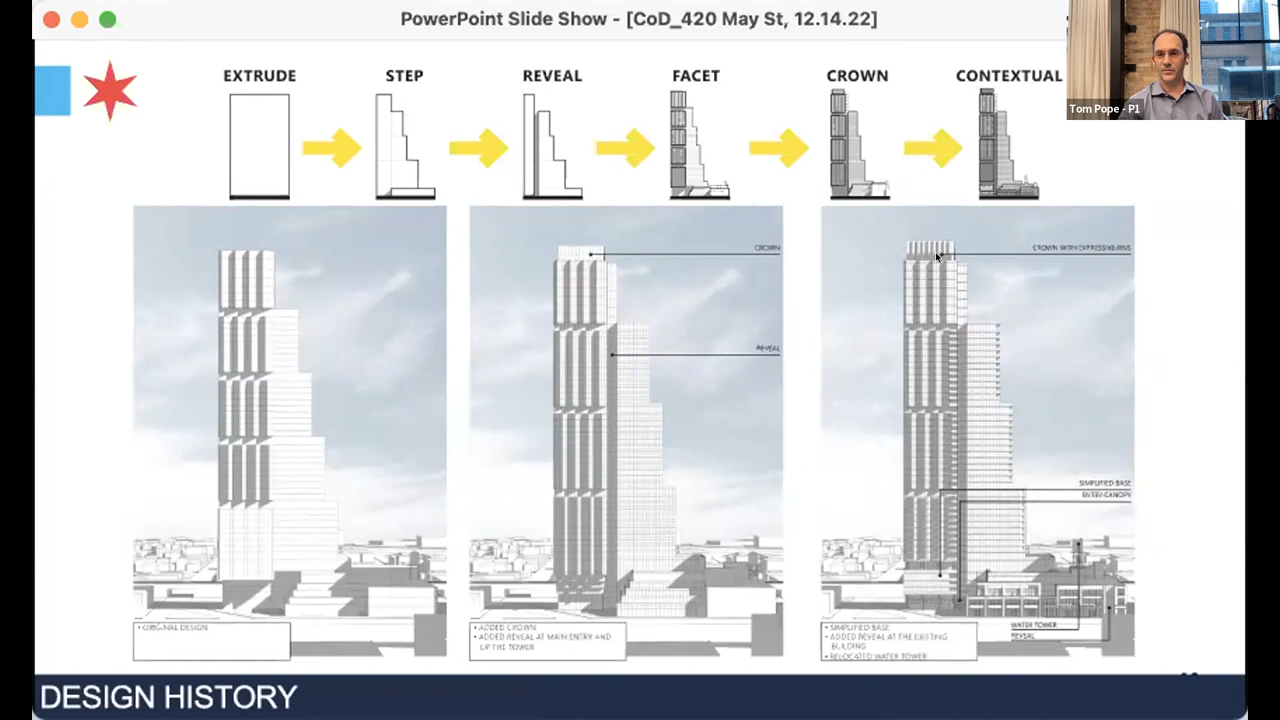 PowerPoint Slide Show - [CoD_420 May St, 12.14.22]
EXTRUDE
STEP
REVEAL
FACET
CROWN
CONTEXTUAL
Tom Pope - P1
CROWN
REVEAL
CROWN WITH EXPRESSIVE FINS
SIMPLIFIED BASE
ENTRY CANOPY
WATER TOWER
REVEAL
• ORIGINAL DESIGN
• ADDED CROWN
• ADDED REVEAL AT MAIN ENTRY AND
UP THE TOWER
• SIMPLIFIED BASE
• ADDED REVEAL AT THE EXISTING
BUILDING
• RELOCATED WATER TOWER
DESIGN HISTORY